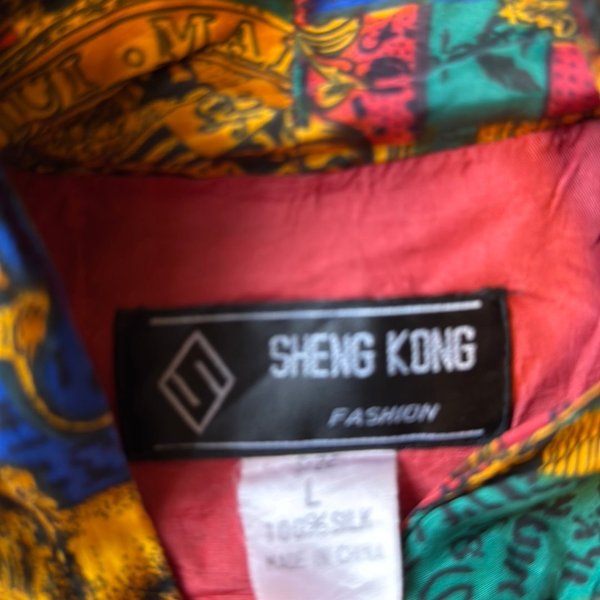 SHENG KONG
FASHION
L
100% SILK
MADE IN CHINA